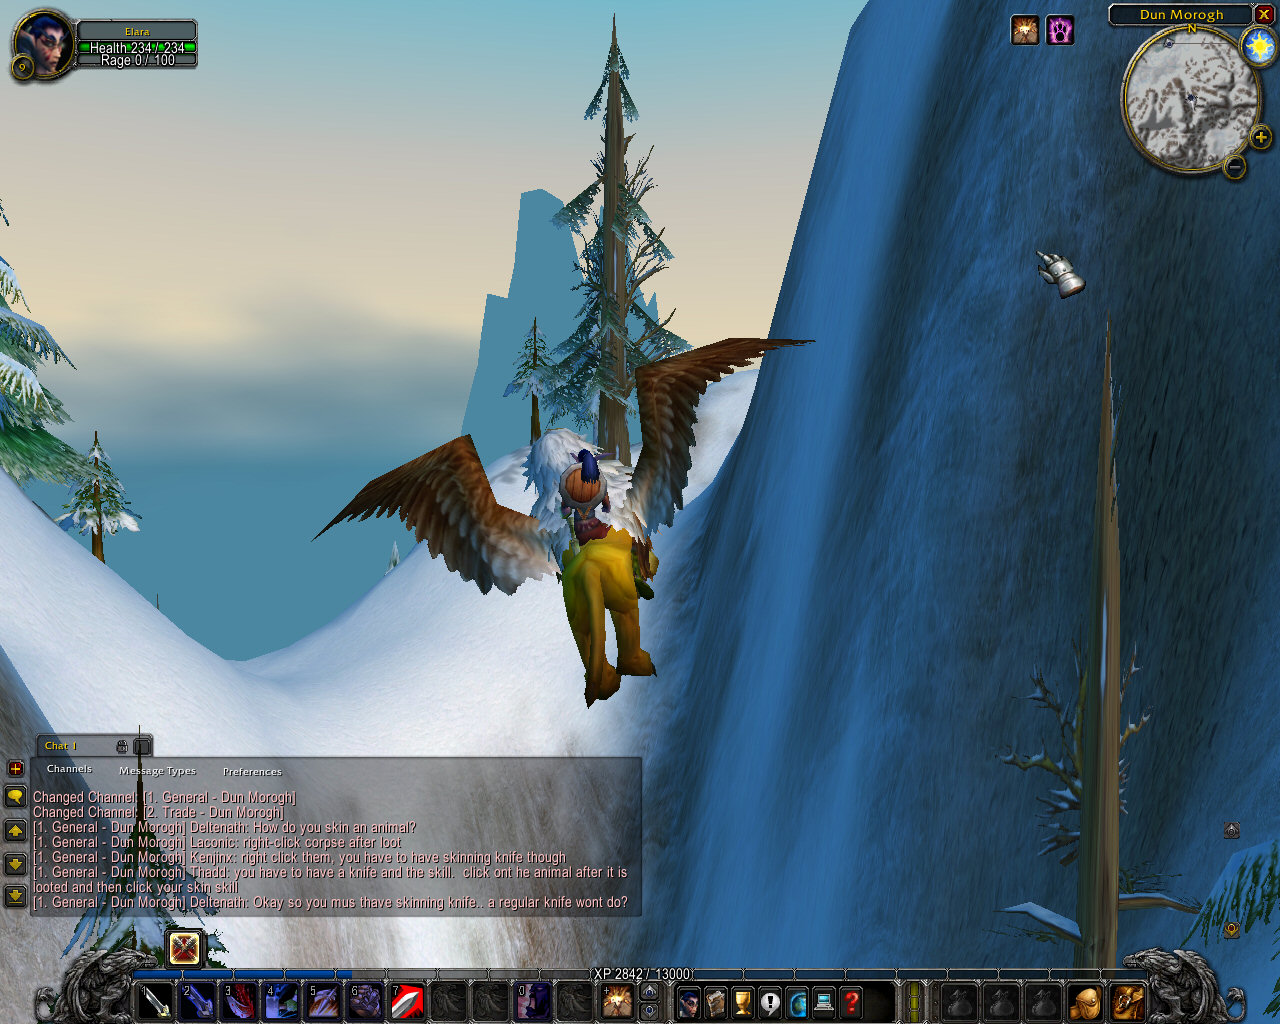 Elara
Health 234 / 234
Rage 0 / 100
9
Dun Morogh
N
Chat 1
Channels
Message Types
Preferences
Changed Channel: [1. General - Dun Morogh]
Changed Channel: [2. Trade - Dun Morogh]
[1. General - Dun Morogh] Deltenath: How do you skin an animal?
[1. General - Dun Morogh] Laconic: right-click corpse after loot
[1. General - Dun Morogh] Kenjinx: right click them, you have to have skinning knife though
[1. General - Dun Morogh] Thadd: you have to have a knife and the skill.  click ont he animal after it is
looted and then click your skin skill
[1. General - Dun Morogh] Deltenath: Okay so you mus thave skinning knife.. a regular knife wont do?
XP 2842 / 13000
1 2 3 4 5 6 7 0 +